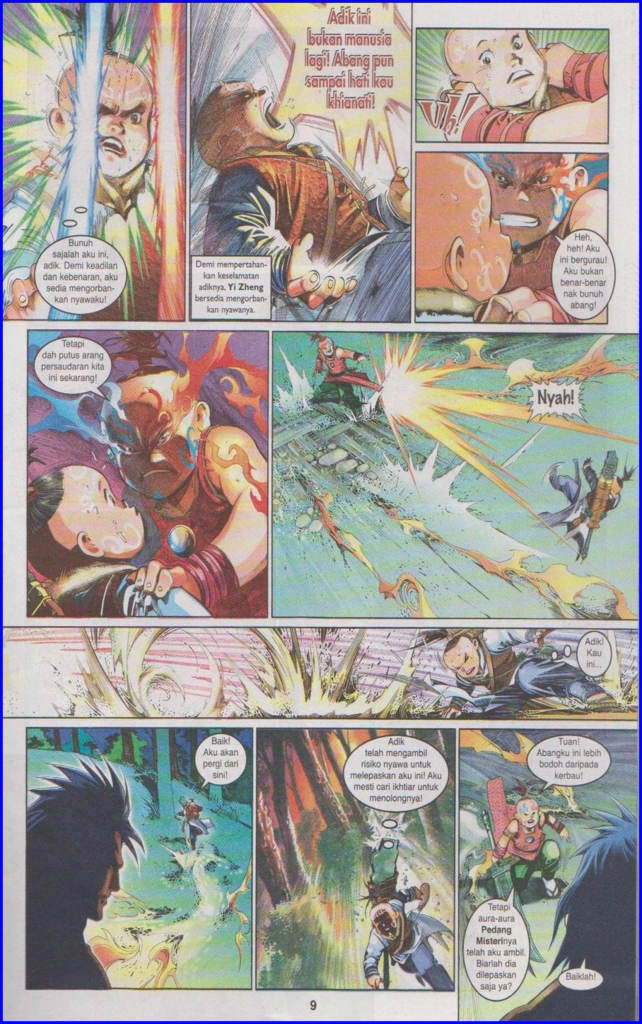 Bunuh
sajalah aku ini,
adik. Demi keadilan
dan kebenaran, aku
sedia mengorban-
kan nyawaku!
Adik ini
bukan manusia
lagi! Abang pun
sampai hati kau
khianati!
Demi mempertahan-
kan keselamatan
adiknya, Yi Zheng
bersedia mengorban-
kan nyawanya.
Uh!
Heh,
heh! Aku
ini bergurau!
Aku bukan
benar-benar
nak bunuh
abang!
Tetapi
dah putus arang
persaudaran kita
ini sekarang!
Nyah!
Adik!
Kau
ini...
Baik!
Aku akan
pergi dari
sini!
Adik
telah mengambil
risiko nyawa untuk
melepaskan aku ini! Aku
mesti cari ikhtiar untuk
menolongnya!
Tuan!
Abangku ini lebih
bodoh daripada
kerbau!
Tetapi
aura-aura
Pedang
Misterinya
telah aku ambil.
Biarlah dia
dilepaskan
saja ya?
Baiklah!
9